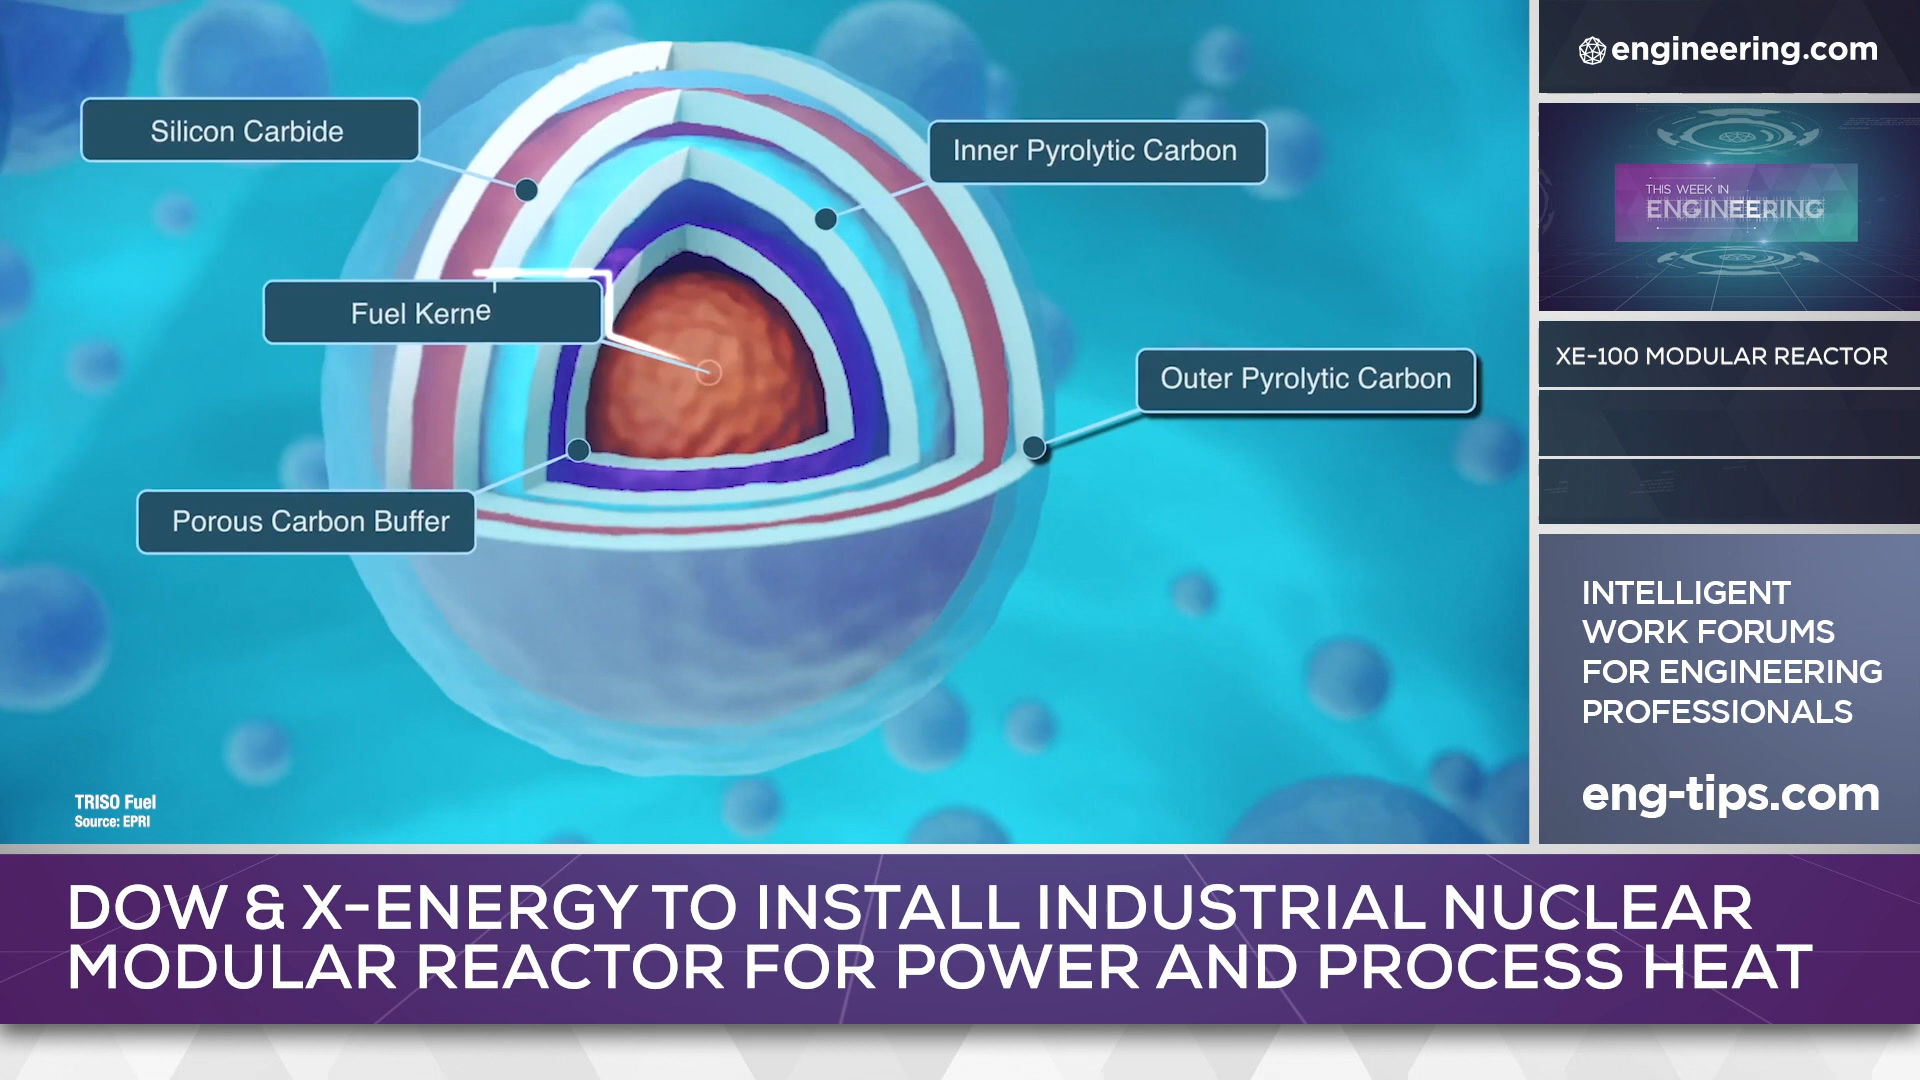 Silicon Carbide
Inner Pyrolytic Carbon
Fuel Kerne
Outer Pyrolytic Carbon
Porous Carbon Buffer
TRISO Fuel
Source: EPRI
engineering.com
THIS WEEK IN
ENGINEERING
XE-100 MODULAR REACTOR
INTELLIGENT
WORK FORUMS
FOR ENGINEERING
PROFESSIONALS
eng-tips.com
DOW & X-ENERGY TO INSTALL INDUSTRIAL NUCLEAR
MODULAR REACTOR FOR POWER AND PROCESS HEAT